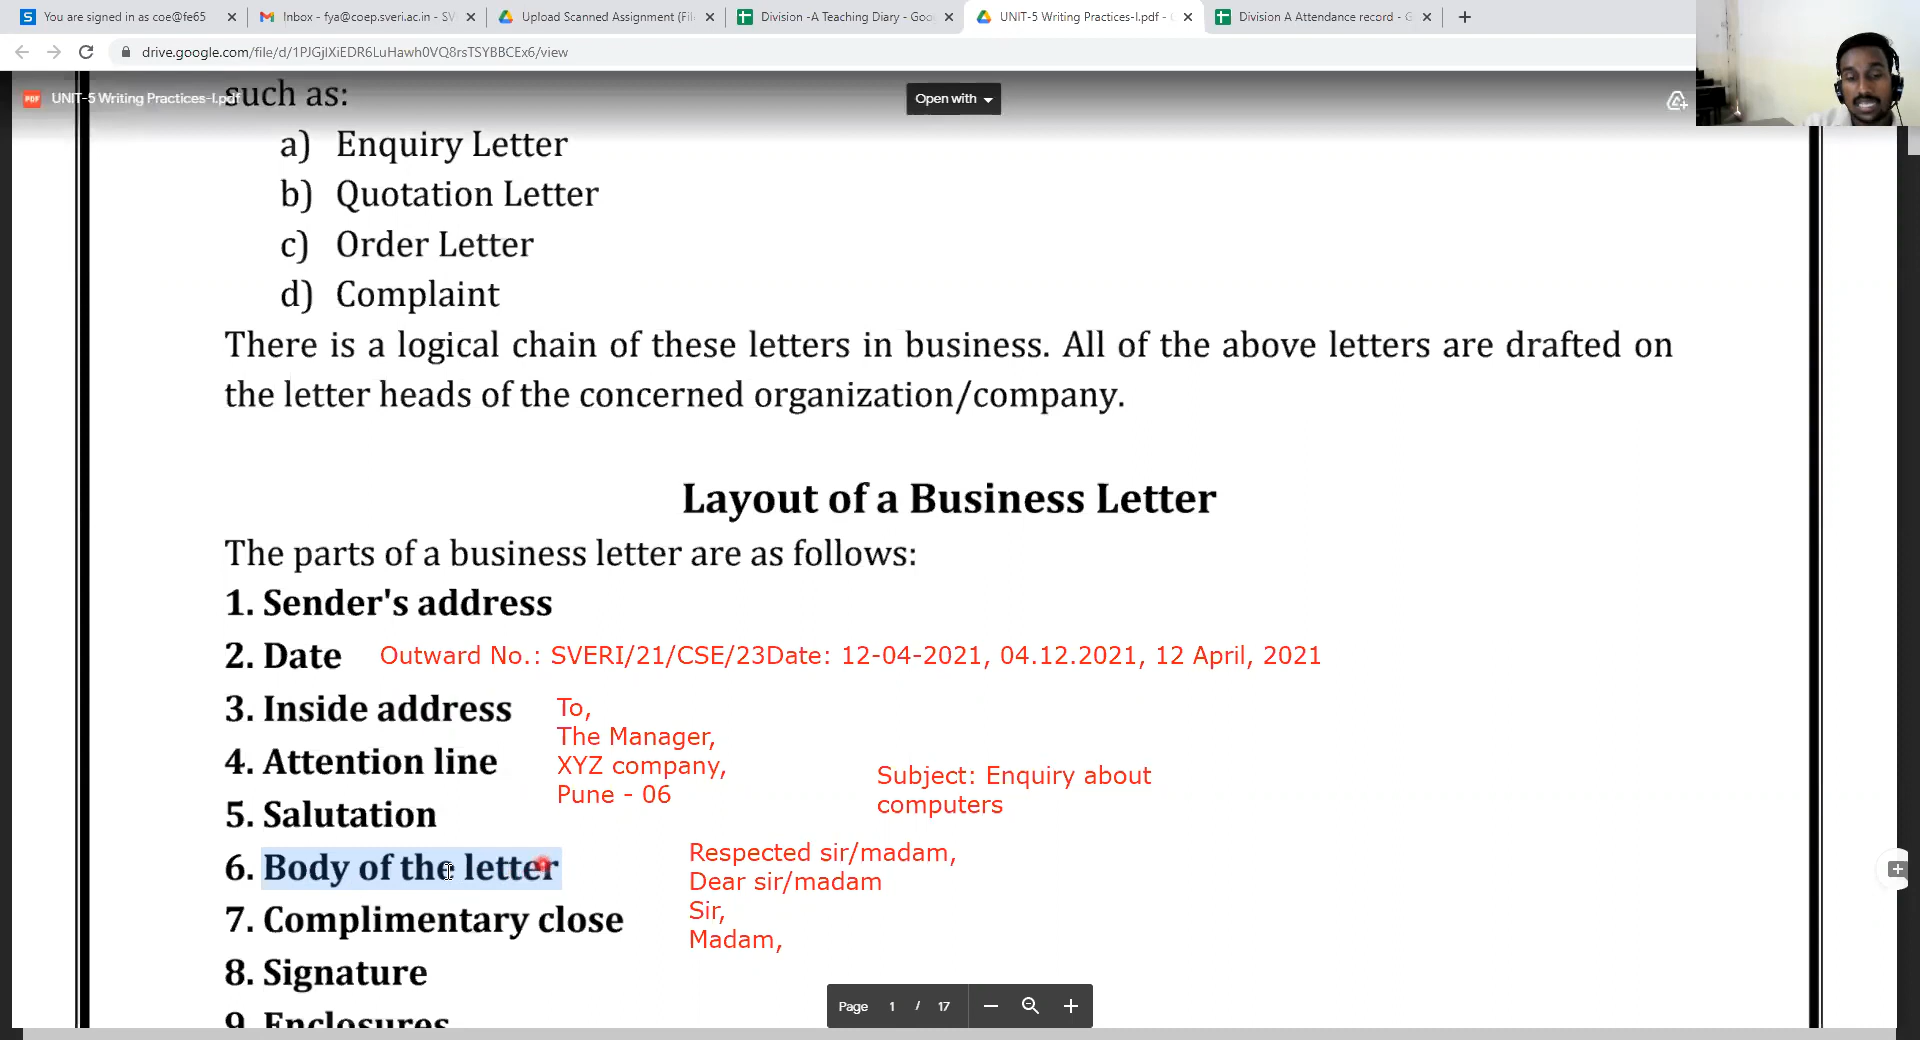 You are signed in as coe@fe65
Inbox - fya@coep.sveri.ac.in - SV
Upload Scanned Assignment (Fil
Division -A Teaching Diary - Goo
UNIT-5 Writing Practices-I.pdf -
Division A Attendance record - G
drive.google.com/file/d/1PJGjIXiEDR6LuHawh0VQ8rsTSYBBCEx6/view
PDF UNIT-5 Writing Practices-I.pdf
Open with
such as:
a) Enquiry Letter
b) Quotation Letter
c) Order Letter
d) Complaint
There is a logical chain of these letters in business. All of the above letters are drafted on
the letter heads of the concerned organization/company.
Layout of a Business Letter
The parts of a business letter are as follows:
1. Sender's address
2. Date Outward No.: SVERI/21/CSE/23Date: 12-04-2021, 04.12.2021, 12 April, 2021
3. Inside address
To,
The Manager,
XYZ company,
Pune - 06
4. Attention line
Subject: Enquiry about
computers
5. Salutation
Respected sir/madam,
Dear sir/madam
Sir,
Madam,
6. Body of the letter
7. Complimentary close
8. Signature
9. Enclosures
Page 1 / 17